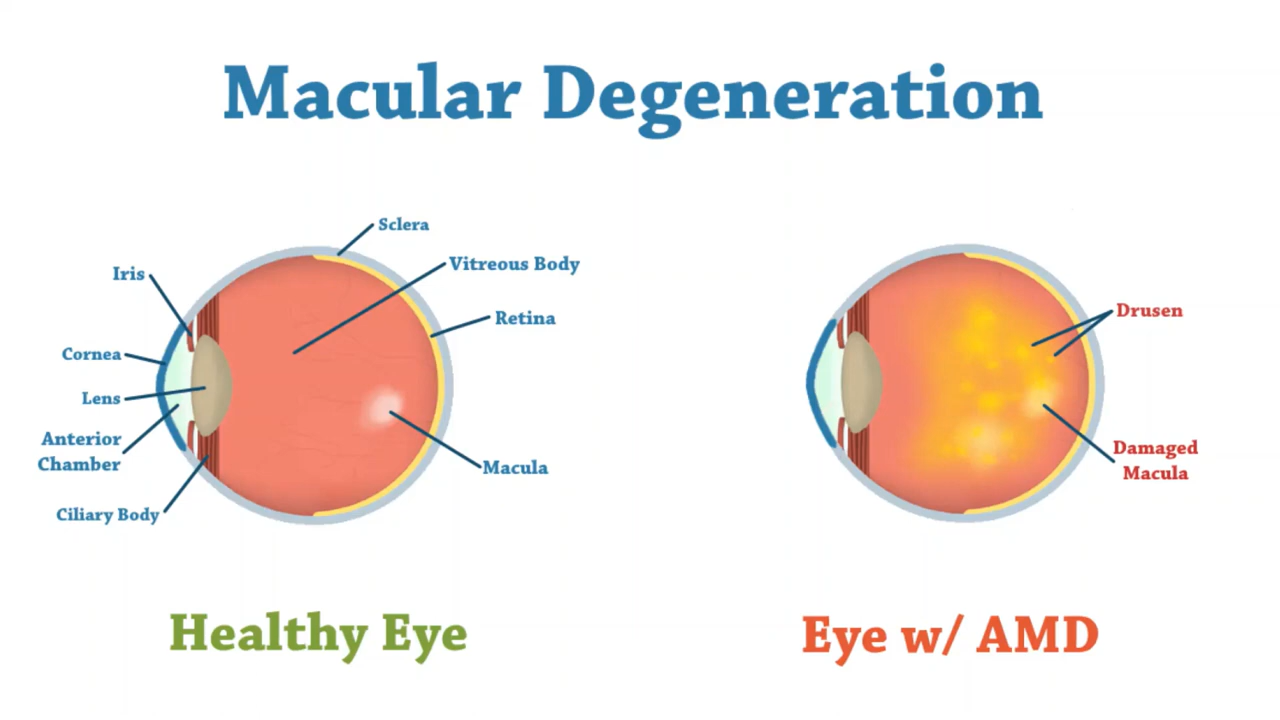 Macular Degeneration
Sclera
Vitreous Body
Iris
Retina
Cornea
Lens
Anterior
Chamber
Macula
Ciliary Body
Healthy Eye
Drusen
Damaged
Macula
Eye w/ AMD